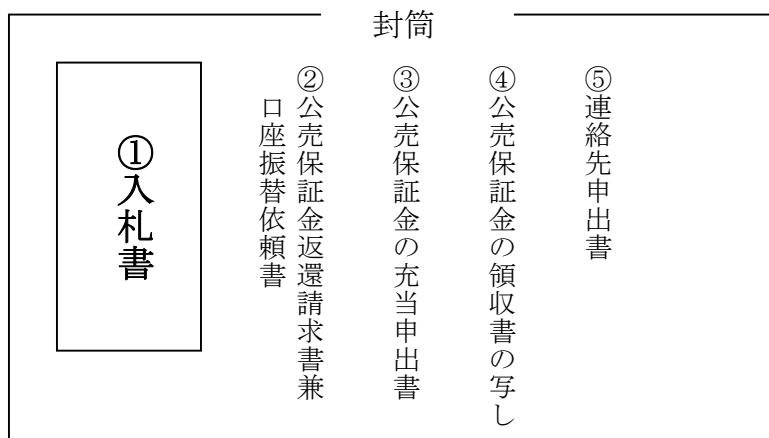 封筒
①入札書
②公売保証金返還請求書兼
口座振替依頼書
③公売保証金の充当申出書
④公売保証金の領収書の写し
⑤連絡先申出書